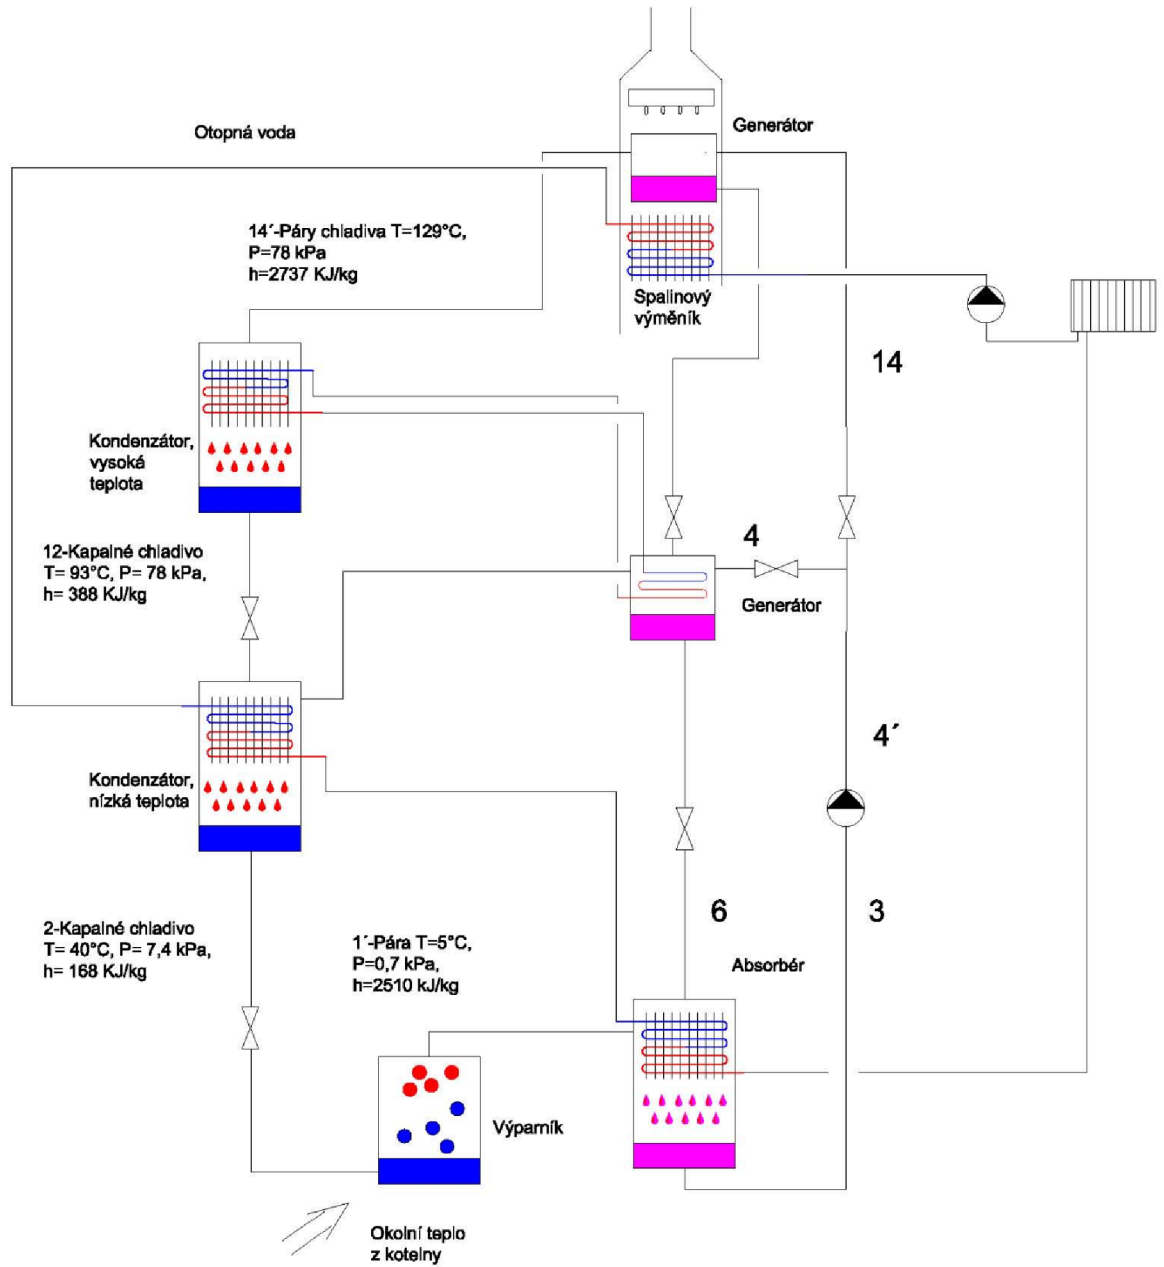 Generátor
Otopná voda
14´-Páry chladiva T=129°C,
P=78 kPa
h=2737 KJ/kg
Spalinový
výměník
14
Kondenzátor,
vysoká
teplota
4
12-Kapalné chladivo
T= 93°C, P= 78 kPa,
h= 388 KJ/kg
Generátor
4´
Kondenzátor,
nízká teplota
6
3
2-Kapalné chladivo
T= 40°C, P= 7,4 kPa,
h= 168 KJ/kg
1´-Pára T=5°C,
P=0,7 kPa,
h=2510 kJ/kg
Absorbér
Výparník
Okolní teplo
z kotelny